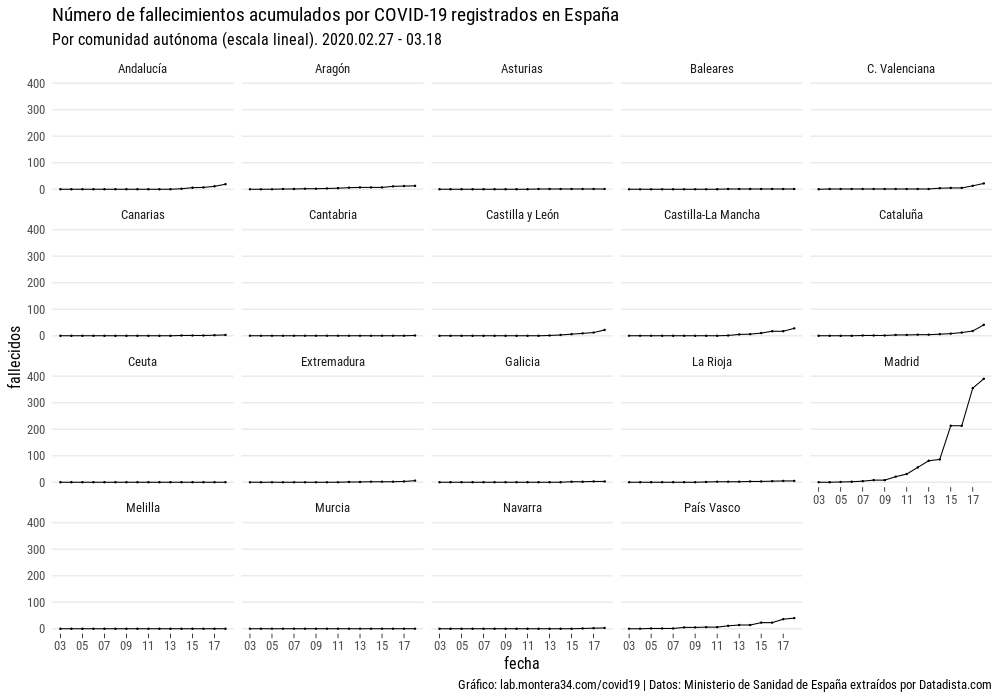 Número de fallecimientos acumulados por COVID-19 registrados en España
Por comunidad autónoma (escala lineal). 2020.02.27 - 03.18
Andalucía Aragón Asturias Baleares C. Valenciana
400
300
200
100
0
Canarias Cantabria Castilla y León Castilla-La Mancha Cataluña
400
300
200
100
0
fallecidos
Ceuta Extremadura Galicia La Rioja Madrid
400
300
200
100
0
03 05 07 09 11 13 15 17
Melilla Murcia Navarra País Vasco
400
300
200
100
0
03 05 07 09 11 13 15 17 03 05 07 09 11 13 15 17 03 05 07 09 11 13 15 17 03 05 07 09 11 13 15 17
fecha
Gráfico: lab.montera34.com/covid19 | Datos: Ministerio de Sanidad de España extraídos por Datadista.com